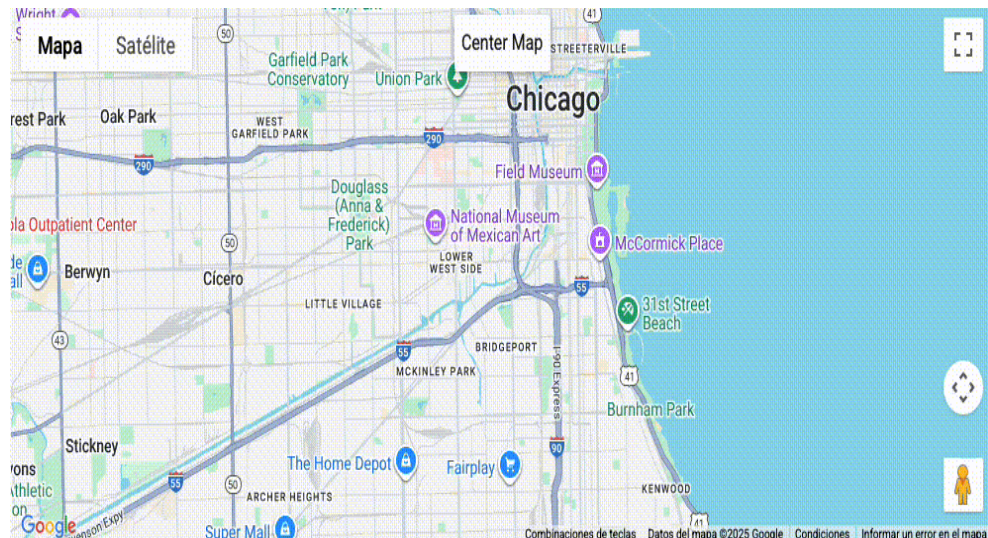 Wright
Mapa
Satélite
Center Map
41
50
STREETERVILLE
Garfield Park
Conservatory
Union Park
Chicago
rest Park
Oak Park
WEST
GARFIELD PARK
290
290
Field Museum
Douglass
(Anna &
Frederick)
Park
National Museum
of Mexican Art
ola Outpatient Center
50
McCormick Place
LOWER
WEST SIDE
Berwyn
Cícero
55
LITTLE VILLAGE
31st Street
Beach
43
BRIDGEPORT
55
MCKINLEY PARK
I-90 Express
41
Burnham Park
Stickney
90
The Home Depot
Fairplay
55
50
ARCHER HEIGHTS
KENWOOD
41
Google
Super Mall
Combinaciones de teclas
Datos del mapa ©2025 Google
Condiciones
Informar un error en el mapa